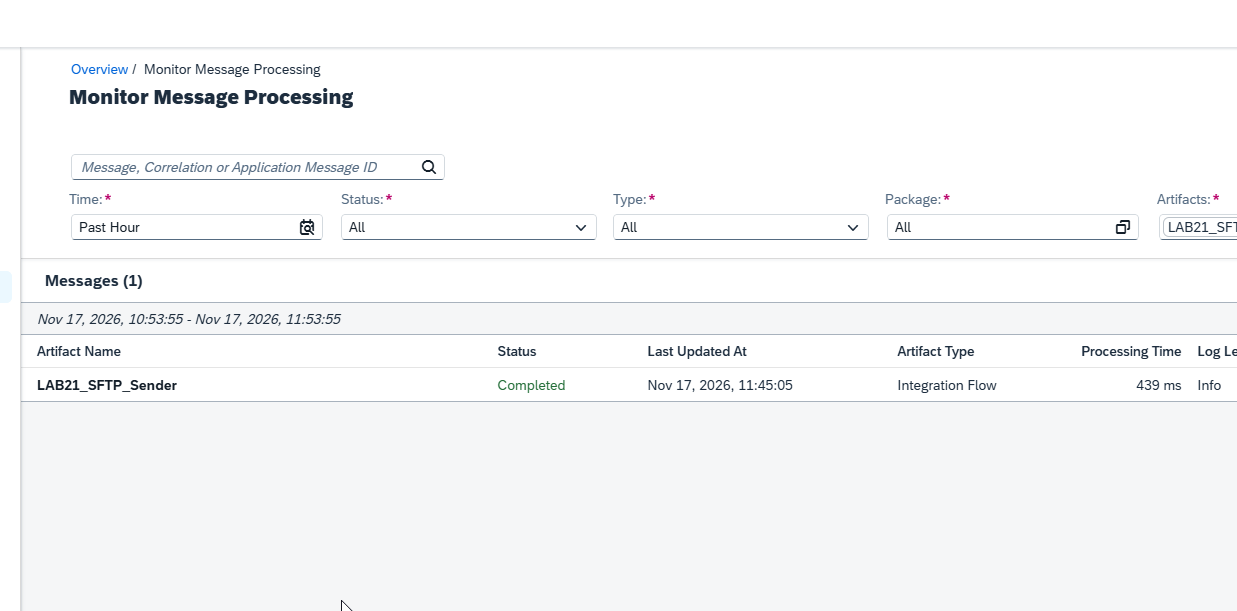 Overview / Monitor Message Processing
Monitor Message Processing
Message, Correlation or Application Message ID
Time:* Status:* Type:* Package:* Artifacts:*
Past Hour All All All LAB21_SFT
Messages (1)
Nov 17, 2026, 10:53:55 - Nov 17, 2026, 11:53:55
Artifact Name Status Last Updated At Artifact Type Processing Time Log Le
LAB21_SFTP_Sender Completed Nov 17, 2026, 11:45:05 Integration Flow 439 ms Info